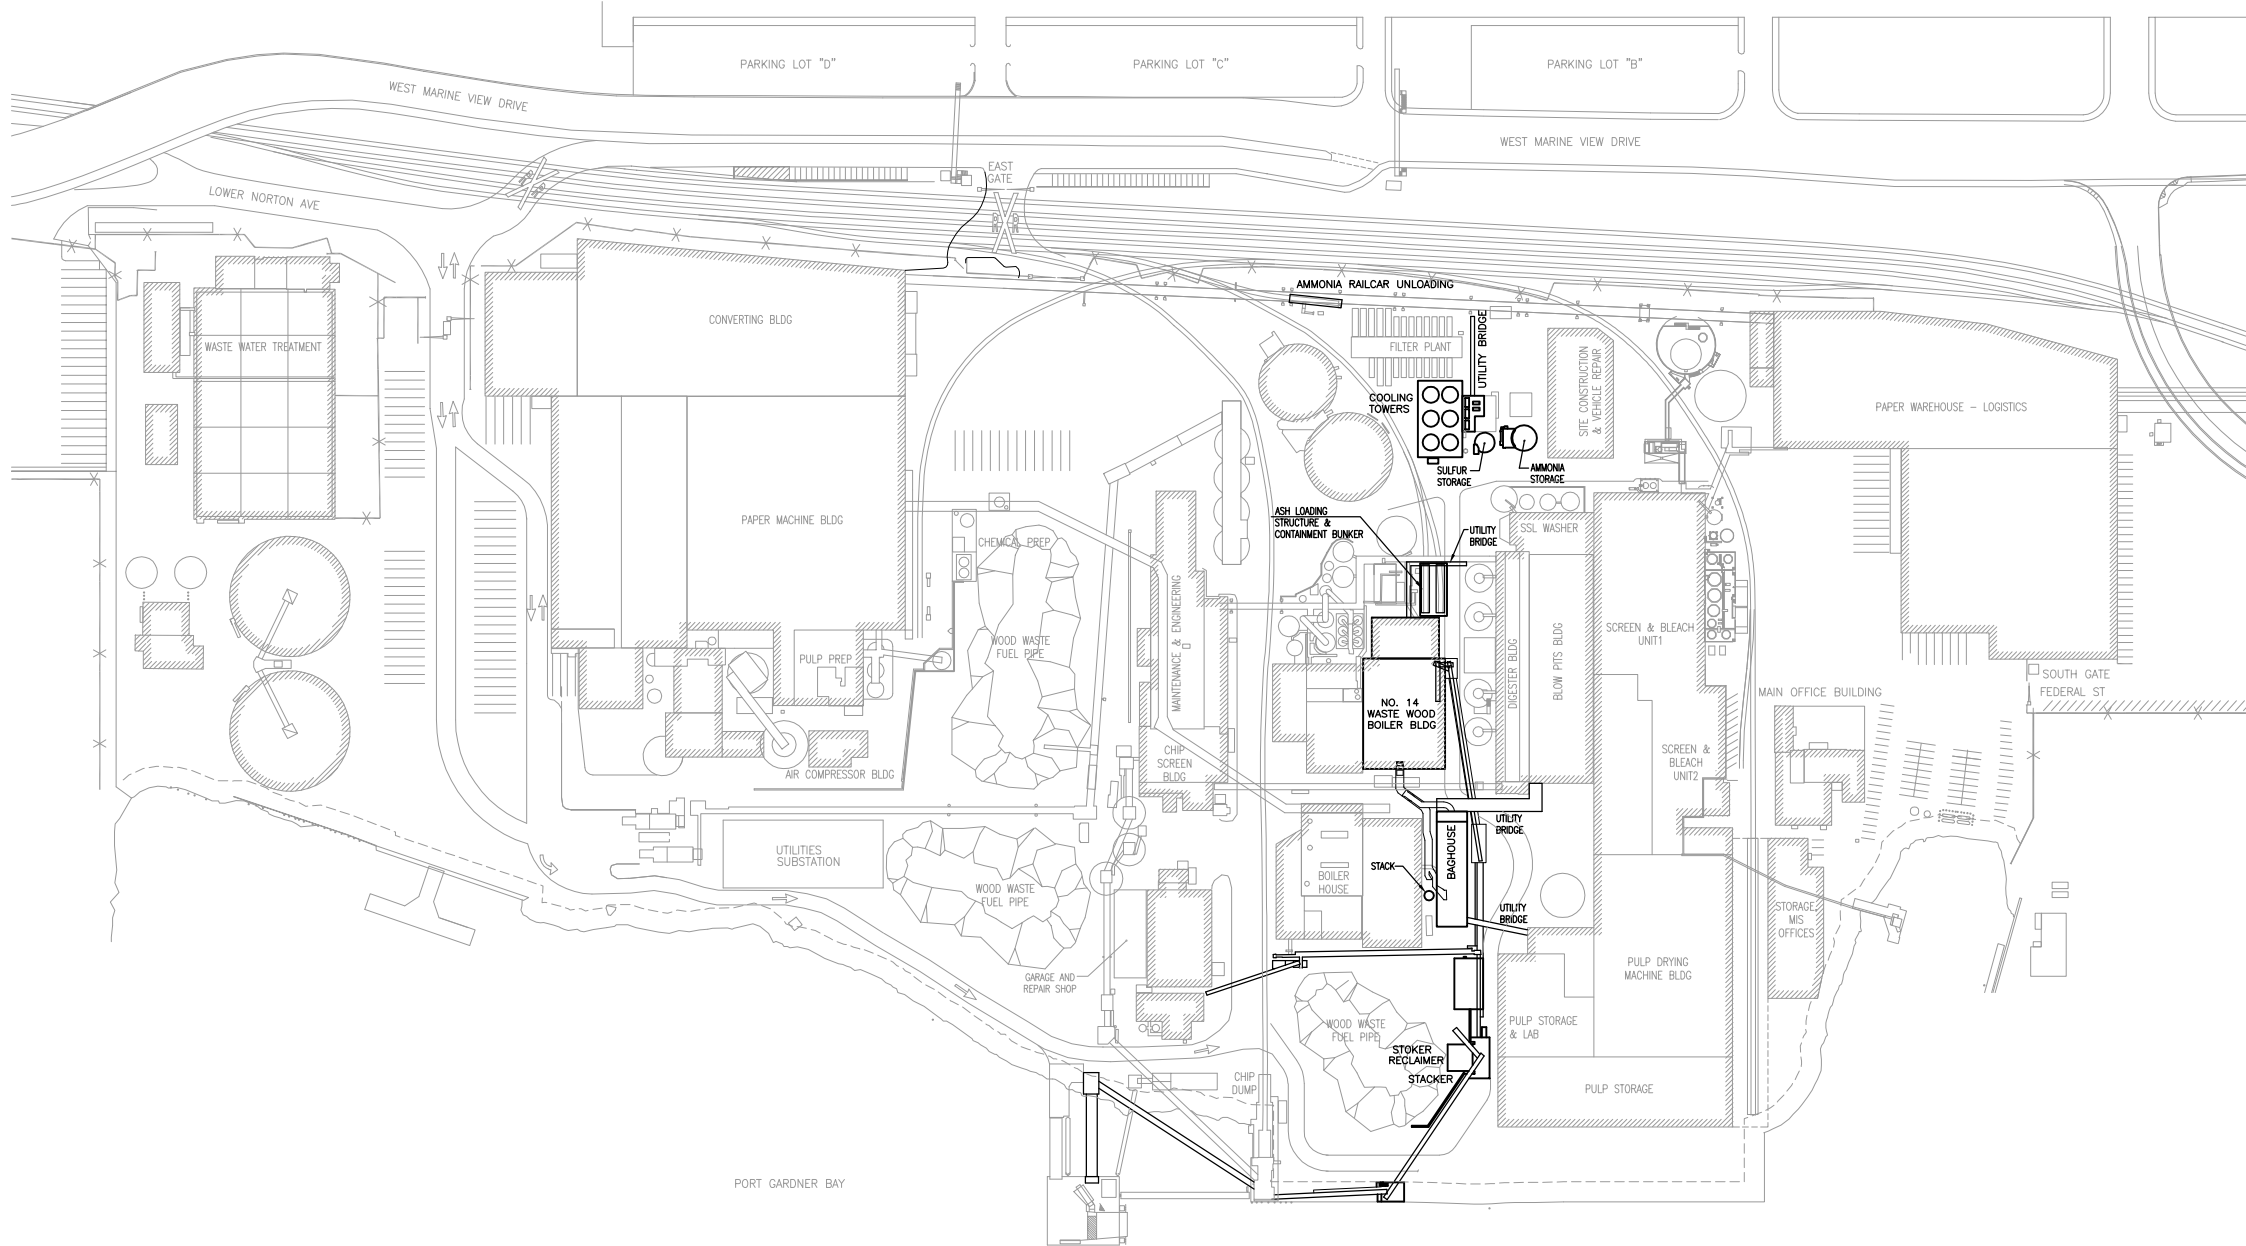 PARKING LOT "D"
PARKING LOT "C"
PARKING LOT "B"
WEST MARINE VIEW DRIVE
WEST MARINE VIEW DRIVE
EAST
GATE
LOWER NORTON AVE
AMMONIA RAILCAR UNLOADING
CONVERTING BLDG
WASTE WATER TREATMENT
FILTER PLANT
UTILITY BRIDGE
SITE CONSTRUCTION
& VEHICLE REPAIR
COOLING
TOWERS
PAPER WAREHOUSE - LOGISTICS
SULFUR
STORAGE
AMMONIA
STORAGE
PAPER MACHINE BLDG
ASH LOADING
STRUCTURE &
CONTAINMENT BUNKER
UTILITY
BRIDGE
SSL WASHER
CHEMICAL PREP
MAINTENANCE & ENGINEERING
WOOD WASTE
FUEL PIPE
PULP PREP
DIGESTER BLDG
BLOW PITS BLDG
SCREEN & BLEACH
UNIT1
SOUTH GATE
FEDERAL ST
MAIN OFFICE BUILDING
NO. 14
WASTE WOOD
BOILER BLDG
CHIP
SCREEN
BLDG
SCREEN &
BLEACH
UNIT2
AIR COMPRESSOR BLDG
UTILITY
BRIDGE
UTILITIES
SUBSTATION
BAGHOUSE
STACK
BOILER
HOUSE
WOOD WASTE
FUEL PIPE
UTILITY
BRIDGE
STORAGE,
MIS
OFFICES
GARAGE AND
REPAIR SHOP
PULP DRYING
MACHINE BLDG
WOOD WASTE
FUEL PIPE
PULP STORAGE
& LAB
STOKER
RECLAIMER
STACKER
CHIP
DUMP
PULP STORAGE
PORT GARDNER BAY